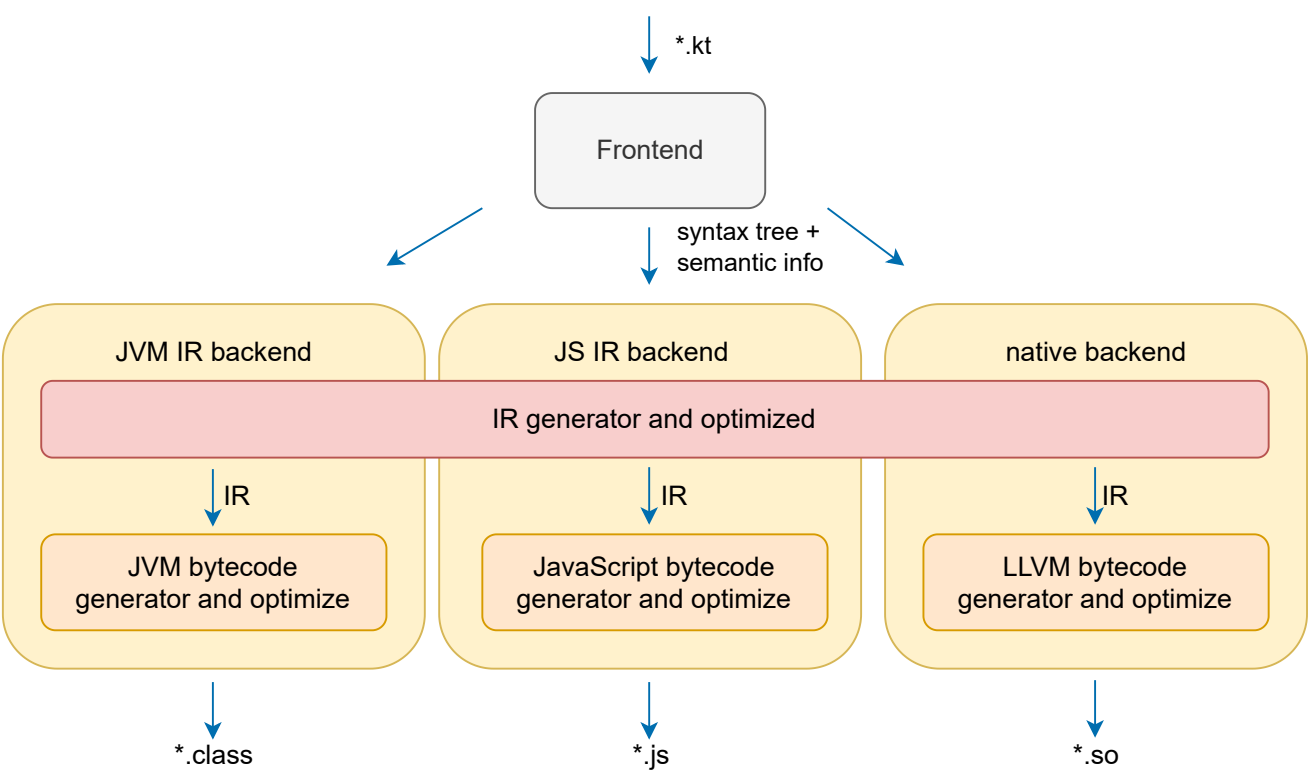 *.kt
Frontend
syntax tree +
semantic info
JVM IR backend
JS IR backend
native backend
IR generator and optimized
IR
IR
IR
JVM bytecode
generator and optimize
JavaScript bytecode
generator and optimize
LLVM bytecode
generator and optimize
*.class
*.js
*.so